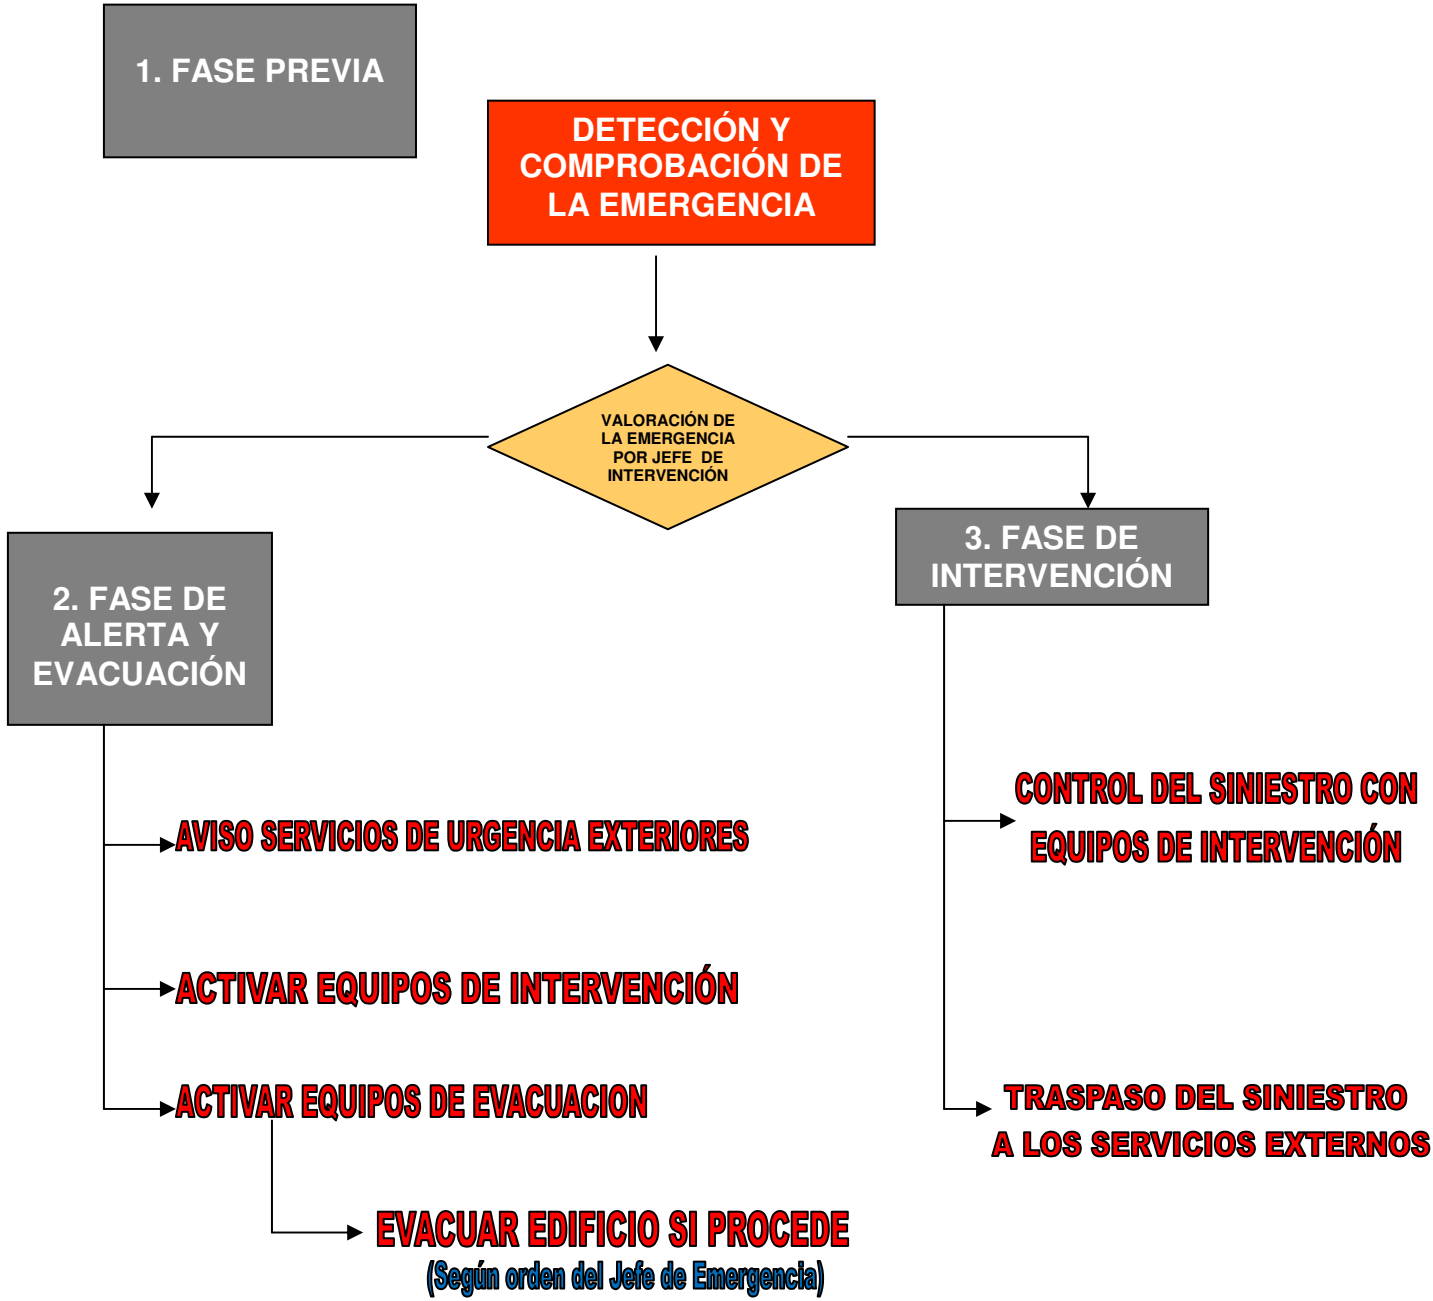 1. FASE PREVIA
DETECCIÓN Y
COMPROBACIÓN DE
LA EMERGENCIA
VALORACIÓN DE
LA EMERGENCIA
POR JEFE DE
INTERVENCIÓN
2. FASE DE
ALERTA Y
EVACUACIÓN
3. FASE DE
INTERVENCIÓN
AVISO SERVICIOS DE URGENCIA EXTERIORES
ACTIVAR EQUIPOS DE INTERVENCIÓN
ACTIVAR EQUIPOS DE EVACUACION
EVACUAR EDIFICIO SI PROCEDE
(Según orden del Jefe de Emergencia)
CONTROL DEL SINIESTRO CON
EQUIPOS DE INTERVENCIÓN
TRASPASO DEL SINIESTRO
A LOS SERVICIOS EXTERNOS